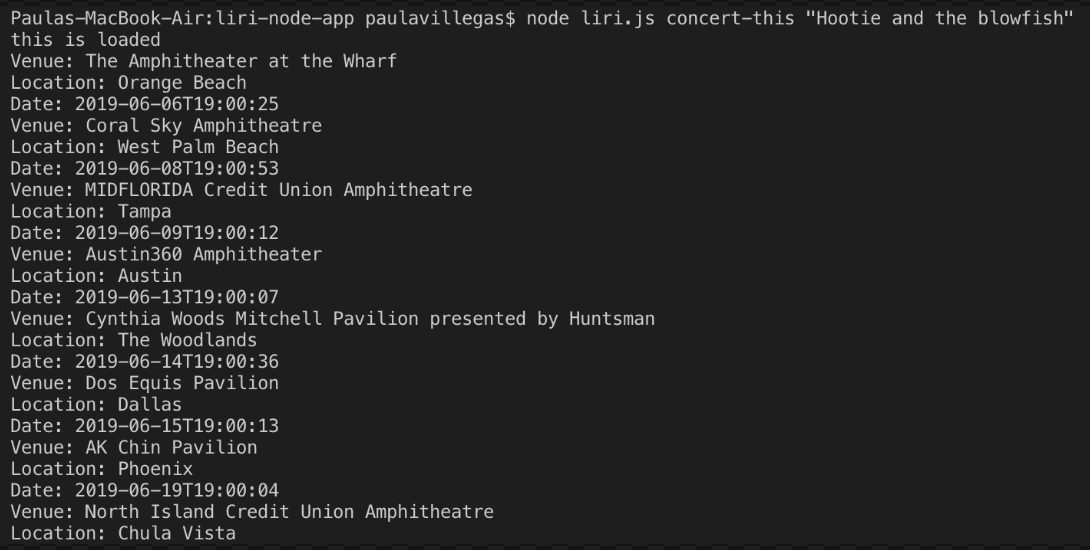 Paulas-MacBook-Air:liri-node-app paulavillegas$ node liri.js concert-this "Hootie and the blowfish"
this is loaded
Venue: The Amphitheater at the Wharf
Location: Orange Beach
Date: 2019-06-06T19:00:25
Venue: Coral Sky Amphitheatre
Location: West Palm Beach
Date: 2019-06-08T19:00:53
Venue: MIDFLORIDA Credit Union Amphitheatre
Location: Tampa
Date: 2019-06-09T19:00:12
Venue: Austin360 Amphitheater
Location: Austin
Date: 2019-06-13T19:00:07
Venue: Cynthia Woods Mitchell Pavilion presented by Huntsman
Location: The Woodlands
Date: 2019-06-14T19:00:36
Venue: Dos Equis Pavilion
Location: Dallas
Date: 2019-06-15T19:00:13
Venue: AK Chin Pavilion
Location: Phoenix
Date: 2019-06-19T19:00:04
Venue: North Island Credit Union Amphitheatre
Location: Chula Vista